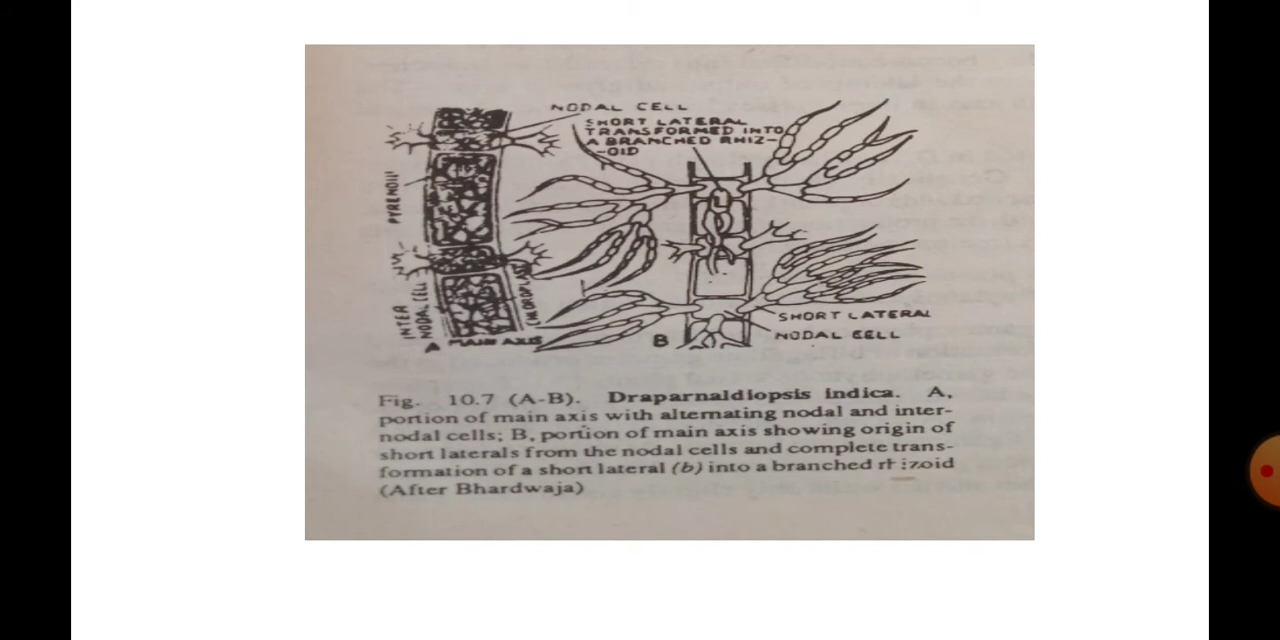 NODAL CELL
SHORT LATERAL
TRANSFORMED INTO
A BRANCHED RHIZ-
-OID
PYRENOID
INTER
NODAL CELL
CHLOROPLAST
A MAIN AXIS
B
SHORT LATERAL
NODAL CELL
Fig. 10.7 (A-B). Draparnaldiopsis indica. A,
portion of main axis with alternating nodal and inter-
nodal cells; B, portion of main axis showing origin of
short laterals from the nodal cells and complete trans-
formation of a short lateral (b) into a branched rhizoid
(After Bhardwaja)